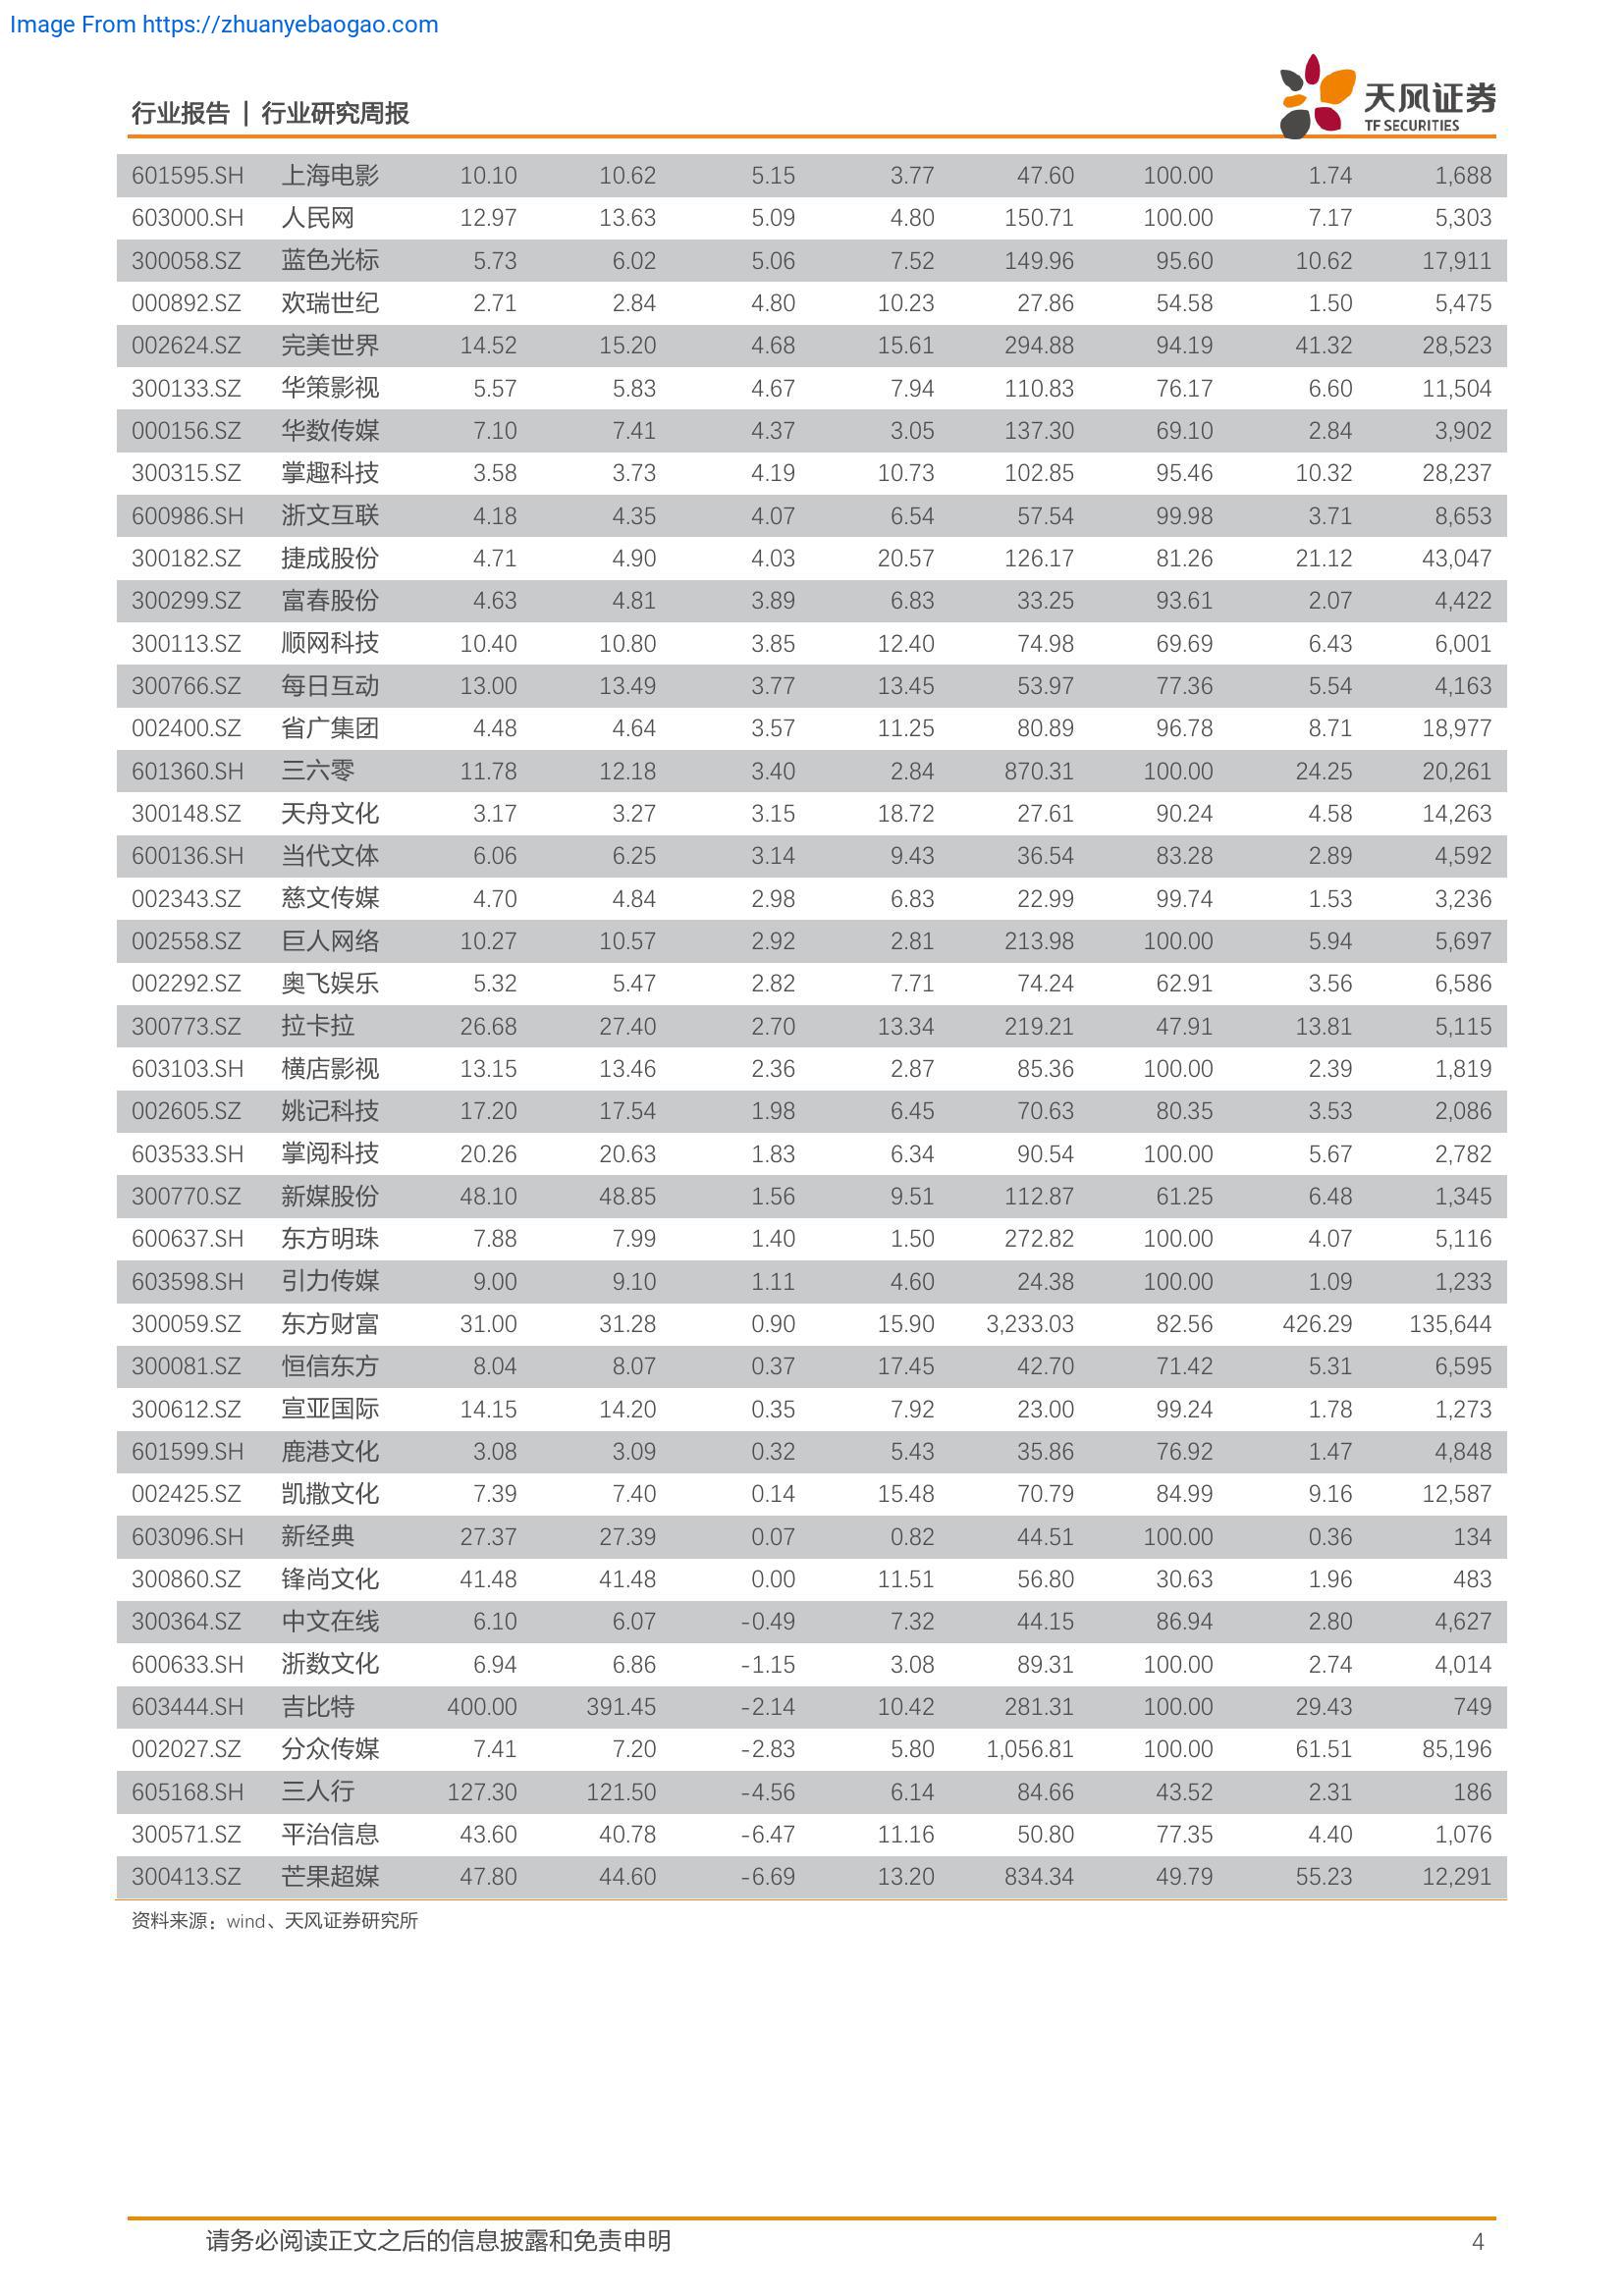 Image From https://zhuanyebaogao.com
行业报告 | 行业研究周报
天风证券
TF SECURITIES
601595.SH 上海电影 10.10 10.62 5.15 3.77 47.60 100.00 1.74 1,688
603000.SH 人民网 12.97 13.63 5.09 4.80 150.71 100.00 7.17 5,303
300058.SZ 蓝色光标 5.73 6.02 5.06 7.52 149.96 95.60 10.62 17,911
000892.SZ 欢瑞世纪 2.71 2.84 4.80 10.23 27.86 54.58 1.50 5,475
002624.SZ 完美世界 14.52 15.20 4.68 15.61 294.88 94.19 41.32 28,523
300133.SZ 华策影视 5.57 5.83 4.67 7.94 110.83 76.17 6.60 11,504
000156.SZ 华数传媒 7.10 7.41 4.37 3.05 137.30 69.10 2.84 3,902
300315.SZ 掌趣科技 3.58 3.73 4.19 10.73 102.85 95.46 10.32 28,237
600986.SH 浙文互联 4.18 4.35 4.07 6.54 57.54 99.98 3.71 8,653
300182.SZ 捷成股份 4.71 4.90 4.03 20.57 126.17 81.26 21.12 43,047
300299.SZ 富春股份 4.63 4.81 3.89 6.83 33.25 93.61 2.07 4,422
300113.SZ 顺网科技 10.40 10.80 3.85 12.40 74.98 69.69 6.43 6,001
300766.SZ 每日互动 13.00 13.49 3.77 13.45 53.97 77.36 5.54 4,163
002400.SZ 省广集团 4.48 4.64 3.57 11.25 80.89 96.78 8.71 18,977
601360.SH 三六零 11.78 12.18 3.40 2.84 870.31 100.00 24.25 20,261
300148.SZ 天舟文化 3.17 3.27 3.15 18.72 27.61 90.24 4.58 14,263
600136.SH 当代文体 6.06 6.25 3.14 9.43 36.54 83.28 2.89 4,592
002343.SZ 慈文传媒 4.70 4.84 2.98 6.83 22.99 99.74 1.53 3,236
002558.SZ 巨人网络 10.27 10.57 2.92 2.81 213.98 100.00 5.94 5,697
002292.SZ 奥飞娱乐 5.32 5.47 2.82 7.71 74.24 62.91 3.56 6,586
300773.SZ 拉卡拉 26.68 27.40 2.70 13.34 219.21 47.91 13.81 5,115
603103.SH 横店影视 13.15 13.46 2.36 2.87 85.36 100.00 2.39 1,819
002605.SZ 姚记科技 17.20 17.54 1.98 6.45 70.63 80.35 3.53 2,086
603533.SH 掌阅科技 20.26 20.63 1.83 6.34 90.54 100.00 5.67 2,782
300770.SZ 新媒股份 48.10 48.85 1.56 9.51 112.87 61.25 6.48 1,345
600637.SH 东方明珠 7.88 7.99 1.40 1.50 272.82 100.00 4.07 5,116
603598.SH 引力传媒 9.00 9.10 1.11 4.60 24.38 100.00 1.09 1,233
300059.SZ 东方财富 31.00 31.28 0.90 15.90 3,233.03 82.56 426.29 135,644
300081.SZ 恒信东方 8.04 8.07 0.37 17.45 42.70 71.42 5.31 6,595
300612.SZ 宣亚国际 14.15 14.20 0.35 7.92 23.00 99.24 1.78 1,273
601599.SH 鹿港文化 3.08 3.09 0.32 5.43 35.86 76.92 1.47 4,848
002425.SZ 凯撒文化 7.39 7.40 0.14 15.48 70.79 84.99 9.16 12,587
603096.SH 新经典 27.37 27.39 0.07 0.82 44.51 100.00 0.36 134
300860.SZ 锋尚文化 41.48 41.48 0.00 11.51 56.80 30.63 1.96 483
300364.SZ 中文在线 6.10 6.07 -0.49 7.32 44.15 86.94 2.80 4,627
600633.SH 浙数文化 6.94 6.86 -1.15 3.08 89.31 100.00 2.74 4,014
603444.SH 吉比特 400.00 391.45 -2.14 10.42 281.31 100.00 29.43 749
002027.SZ 分众传媒 7.41 7.20 -2.83 5.80 1,056.81 100.00 61.51 85,196
605168.SH 三人行 127.30 121.50 -4.56 6.14 84.66 43.52 2.31 186
300571.SZ 平治信息 43.60 40.78 -6.47 11.16 50.80 77.35 4.40 1,076
300413.SZ 芒果超媒 47.80 44.60 -6.69 13.20 834.34 49.79 55.23 12,291
资料来源：wind、天风证券研究所
请务必阅读正文之后的信息披露和免责申明 4